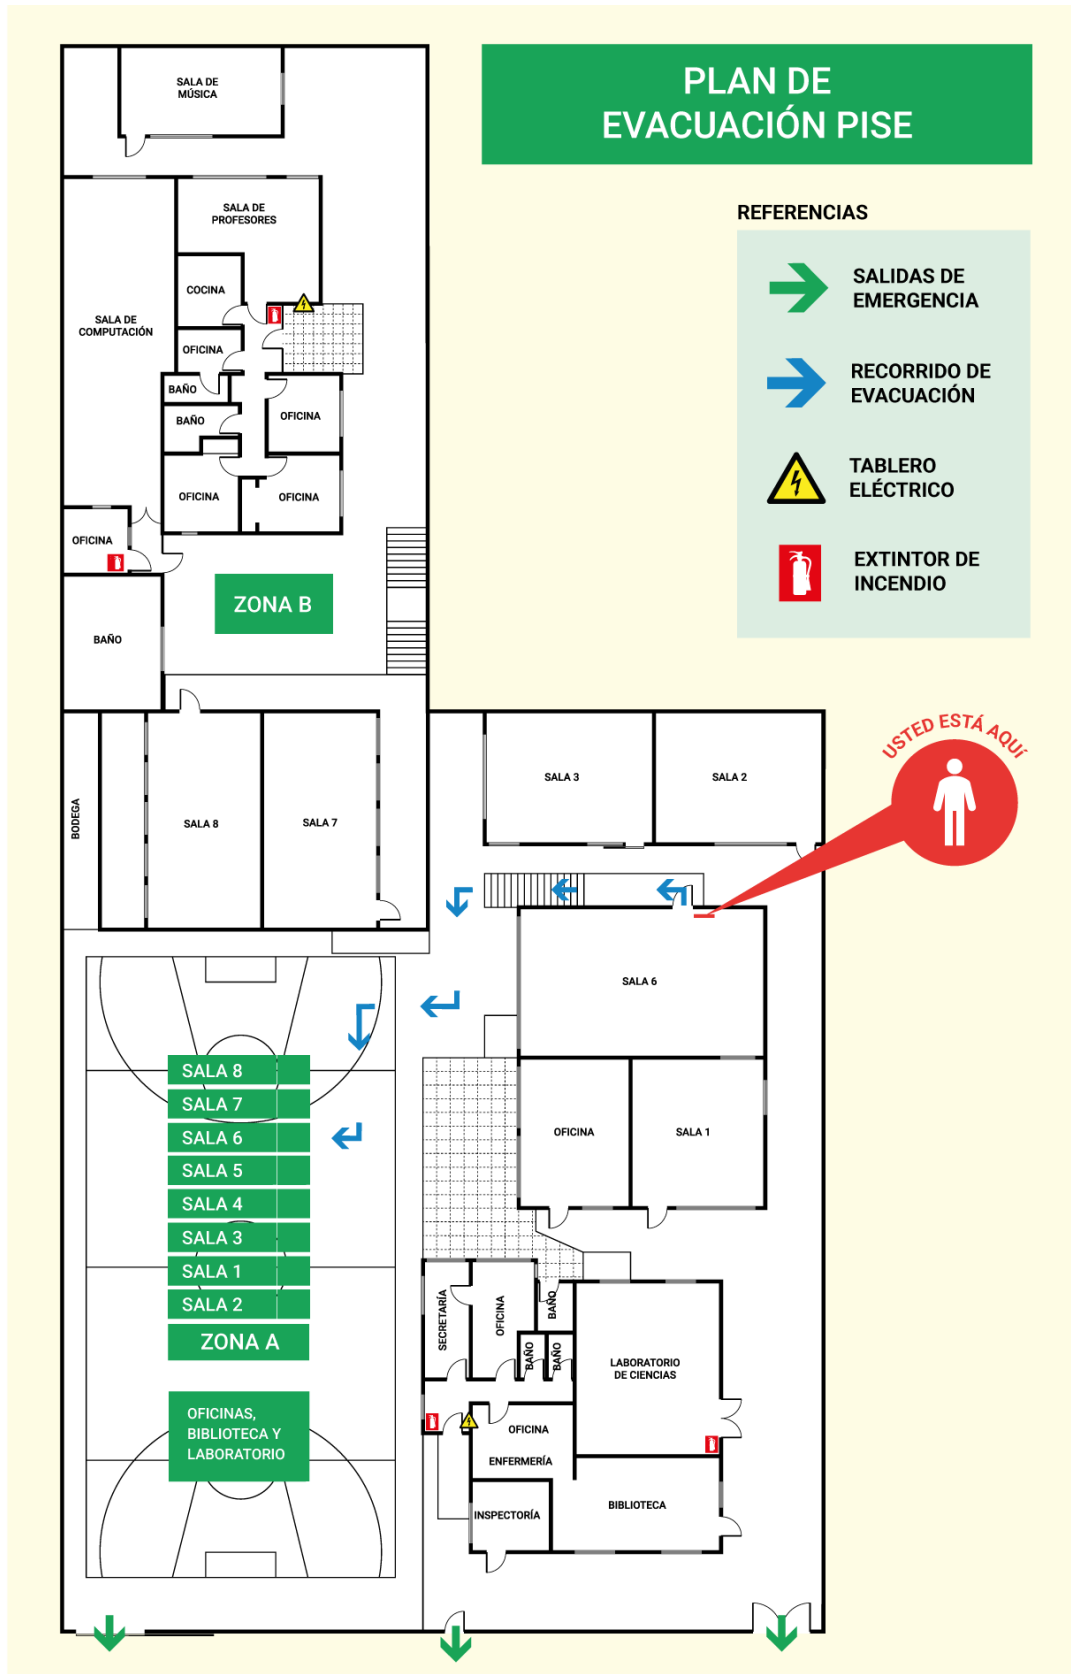 PLAN DE
EVACUACIÓN PISE
REFERENCIAS
SALIDAS DE
EMERGENCIA
RECORRIDO DE
EVACUACIÓN
TABLERO
ELÉCTRICO
EXTINTOR DE
INCENDIO
SALA DE
MÚSICA
SALA DE
PROFESORES
COCINA
SALA DE
COMPUTACIÓN
OFICINA
BAÑO
BAÑO
OFICINA
OFICINA
OFICINA
OFICINA
ZONA B
BAÑO
USTED ESTÁ AQUÍ
BODEGA
SALA 8
SALA 7
SALA 3
SALA 2
SALA 6
OFICINA
SALA 1
SALA 8
SALA 7
SALA 6
SALA 5
SALA 4
SALA 3
SALA 1
SALA 2
ZONA A
OFICINAS,
BIBLIOTECA Y
LABORATORIO
SECRETARÍA
OFICINA
BAÑO
BAÑO
BAÑO
LABORATORIO
DE CIENCIAS
OFICINA
ENFERMERÍA
INSPECTORÍA
BIBLIOTECA